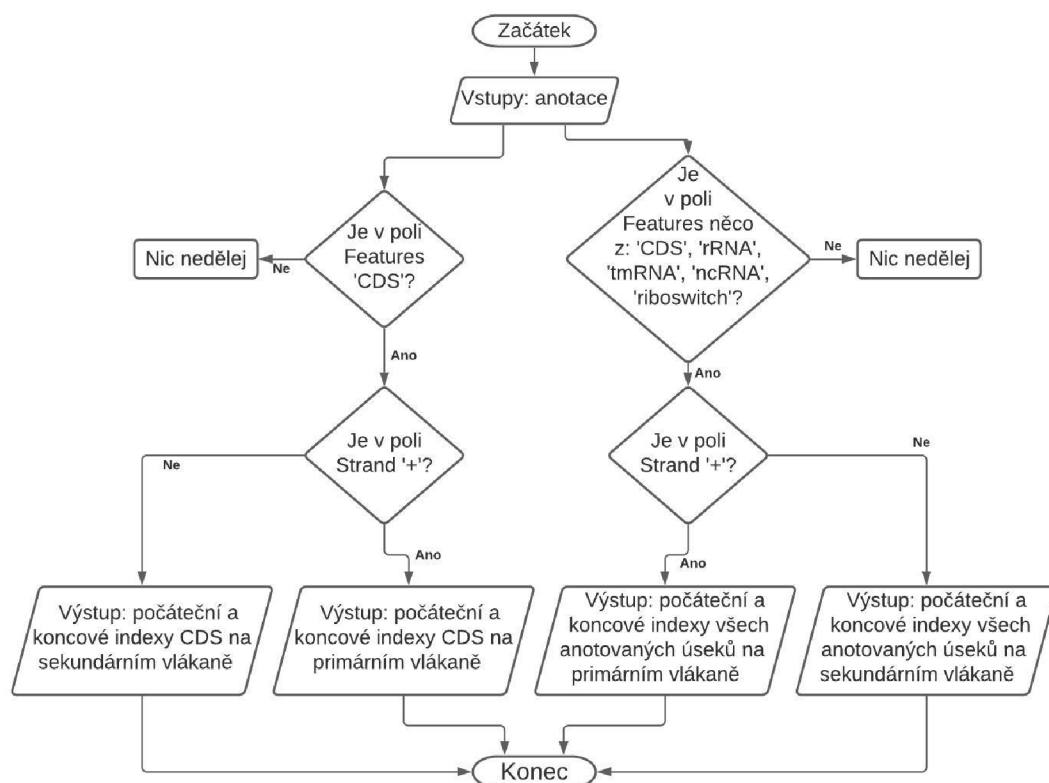 Začátek
Vstupy: anotace
Je v poli
Features
'CDS'?
Ne
Nic nedělej
Je
v poli
Features něco
z: 'CDS', 'rRNA',
'tmRNA', 'ncRNA',
'riboswitch'?
Ne
Nic nedělej
Ano
Ano
Je v poli
Strand '+'?
Ne
Je v poli
Strand '+'?
Ne
Ano
Ano
Výstup: počáteční a
koncové indexy CDS na
sekundárním vlákaně
Výstup: počáteční a
koncové indexy CDS na
primárním vlákaně
Výstup: počáteční a
koncové indexy všech
anotovaných úseků na
primárním vlákaně
Výstup: počáteční a
koncové indexy všech
anotovaných úseků na
sekundárním vlákaně
Konec